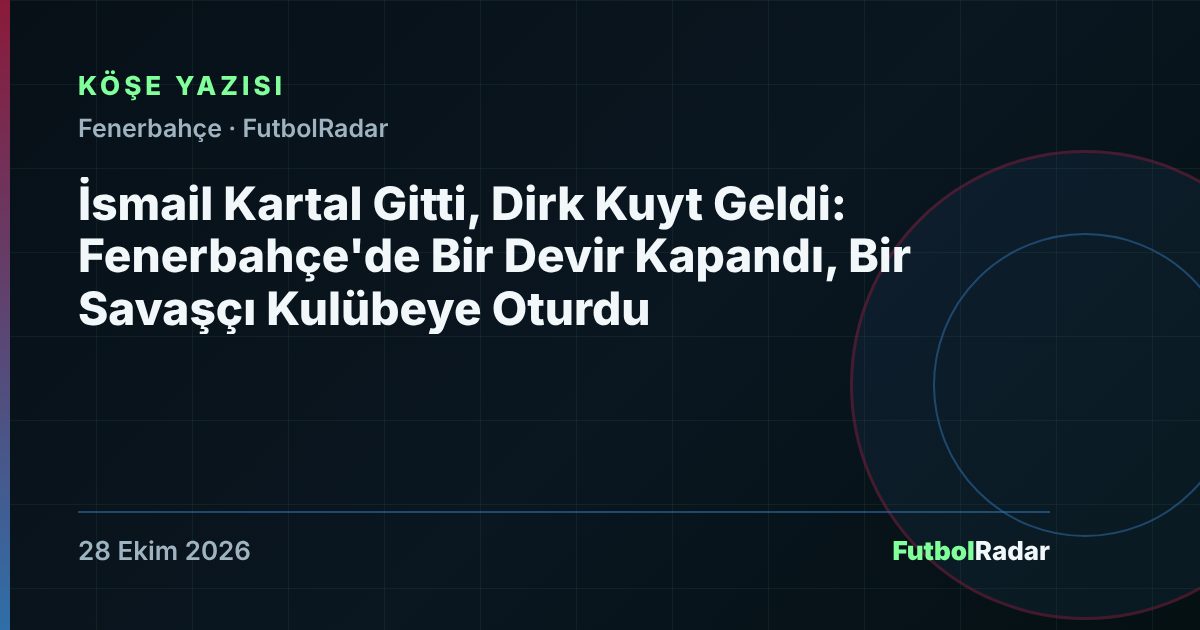 KÖŞE YAZISI
Fenerbahçe · FutbolRadar
İsmail Kartal Gitti, Dirk Kuyt Geldi:
Fenerbahçe'de Bir Devir Kapandı, Bir
Savaşçı Kulübeye Oturdu
28 Ekim 2026
FutbolRadar